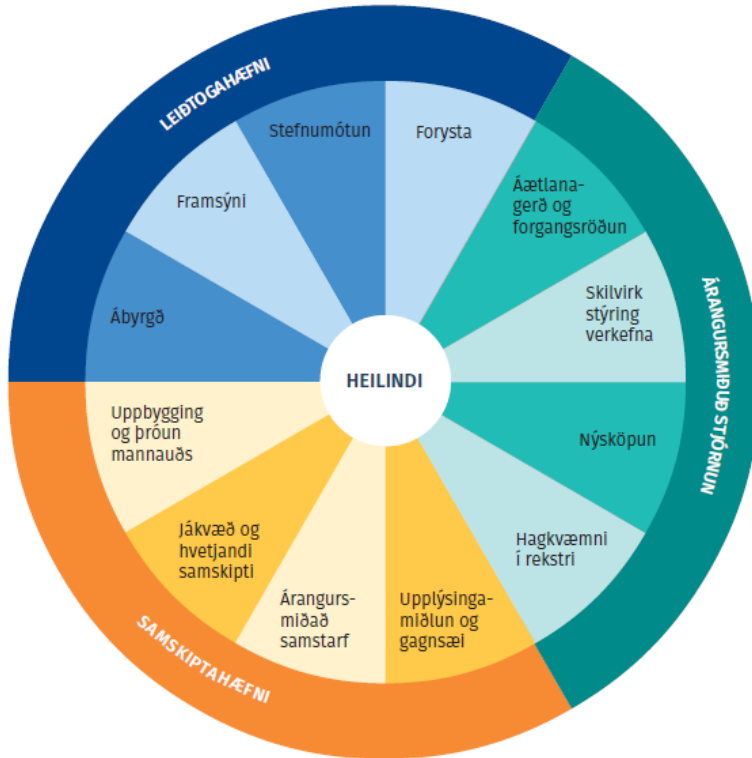 LEIÐTOGAHÆFNI
Stefnumótun
Forysta
Framsýni
Ábyrgð
ÁRANGURSMIÐUÐ STJÓRNUN
Áætlana-
gerð og
forgangsröðun
Skilvirk
stýring
verkefna
Nýsköpun
Hagkvæmni
í rekstri
HEILINDI
Uppbygging
og þróun
mannauðs
Jákvæð og
hvetjandi
samskipti
Árangurs-
miðað
samstarf
Upplýsinga-
miðlun og
gagnsæi
SAMSKIPTAHÆFNI